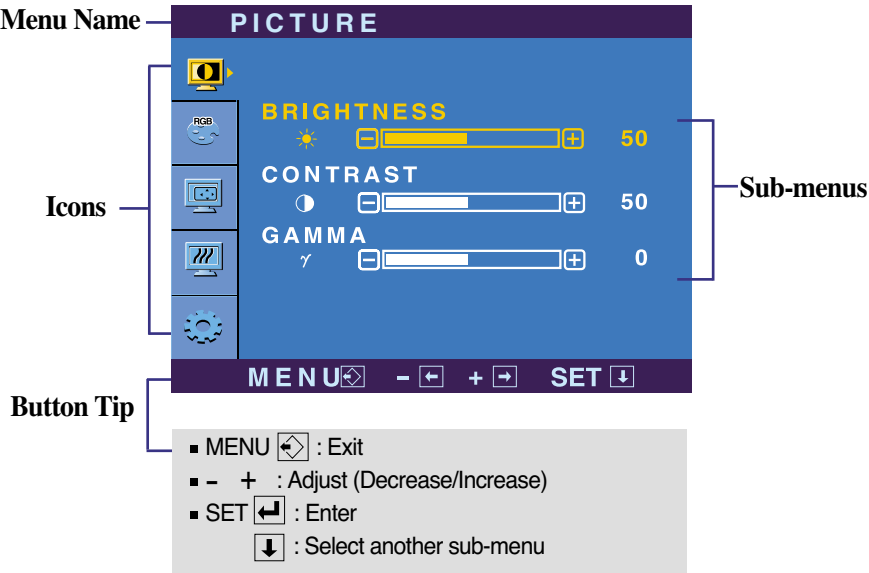 Menu Name
PICTURE
RGB
Icons
BRIGHTNESS
50
CONTRAST
50
GAMMA
γ
0
Sub-menus
MENU - + SET
Button Tip
▪ MENU : Exit
▪ - + : Adjust (Decrease/Increase)
▪ SET : Enter
: Select another sub-menu